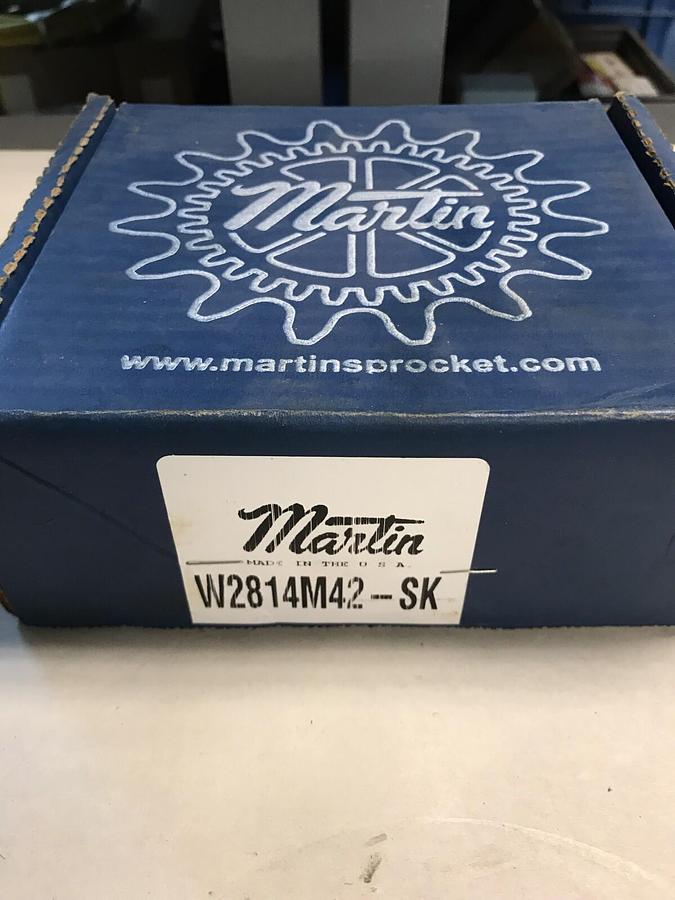 Martin
www.martinsprocket.com
Martin
MADE IN THE U S A.
W2814M42-SK